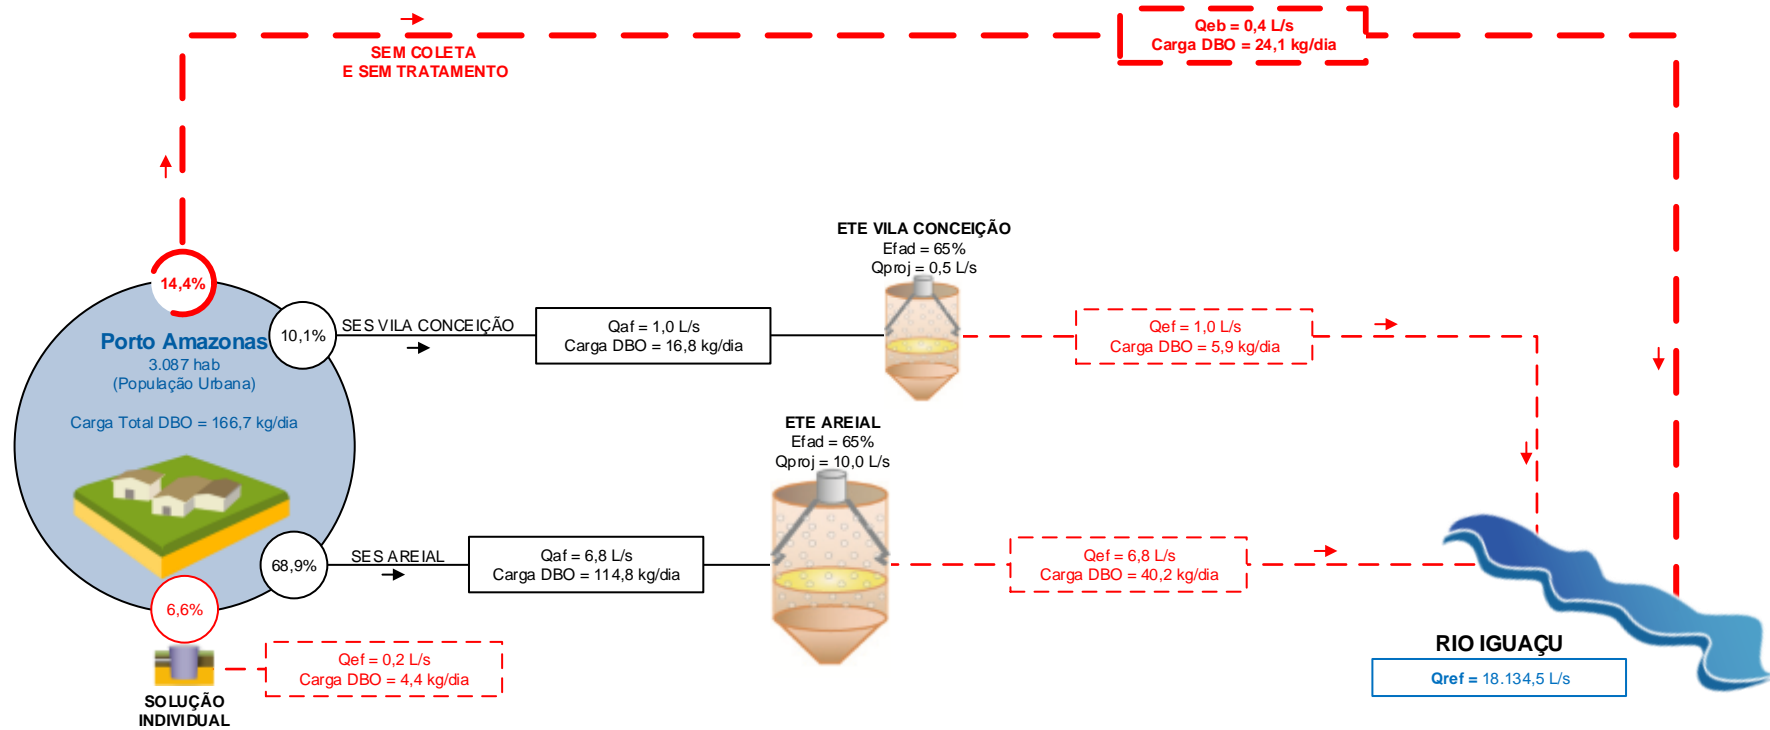 Qeb = 0,4 L/s
Carga DBO = 24,1 kg/dia
SEM COLETA
E SEM TRATAMENTO
14,4%
Porto Amazonas
3.087 hab
(População Urbana)
Carga Total DBO = 166,7 kg/dia
10,1%
SES VILA CONCEIÇÃO
Qaf = 1,0 L/s
Carga DBO = 16,8 kg/dia
ETE VILA CONCEIÇÃO
Efad = 65%
Qproj = 0,5 L/s
Qef = 1,0 L/s
Carga DBO = 5,9 kg/dia
68,9%
SES AREIAL
Qaf = 6,8 L/s
Carga DBO = 114,8 kg/dia
ETE AREIAL
Efad = 65%
Qproj = 10,0 L/s
Qef = 6,8 L/s
Carga DBO = 40,2 kg/dia
6,6%
Qef = 0,2 L/s
Carga DBO = 4,4 kg/dia
SOLUÇÃO
INDIVIDUAL
RIO IGUAÇU
Qref = 18.134,5 L/s